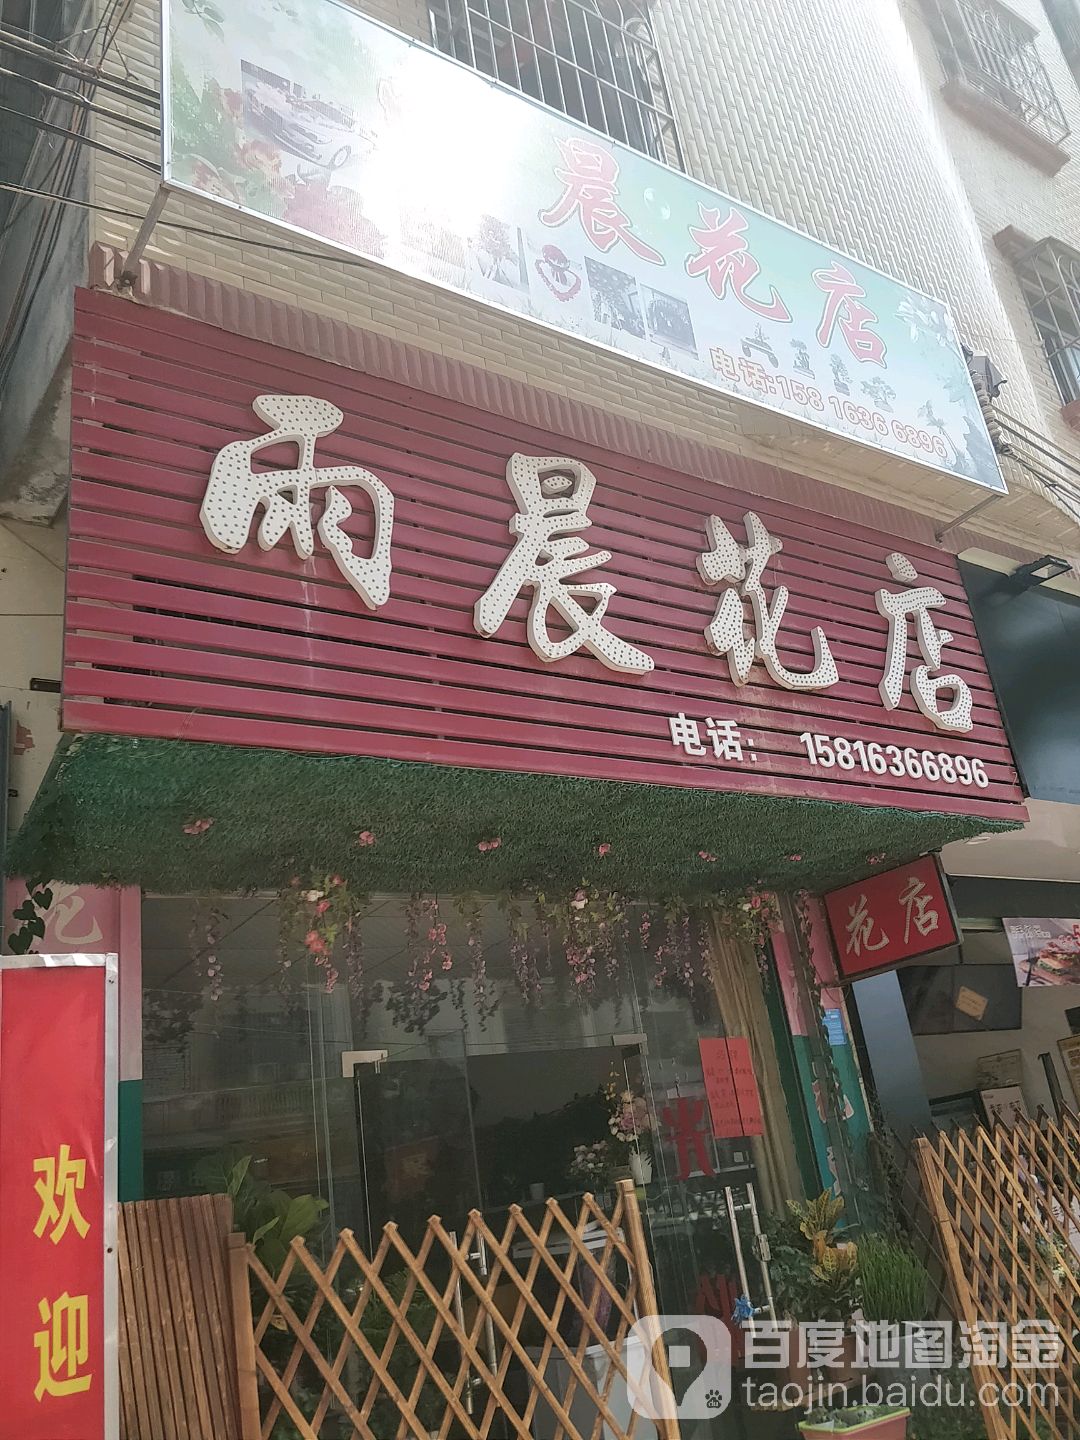 晨花店
电话:158 1636 6896
雨晨花店
电话: 15816366896
花店
欢迎
百度地图淘金
taojin.baidu.com